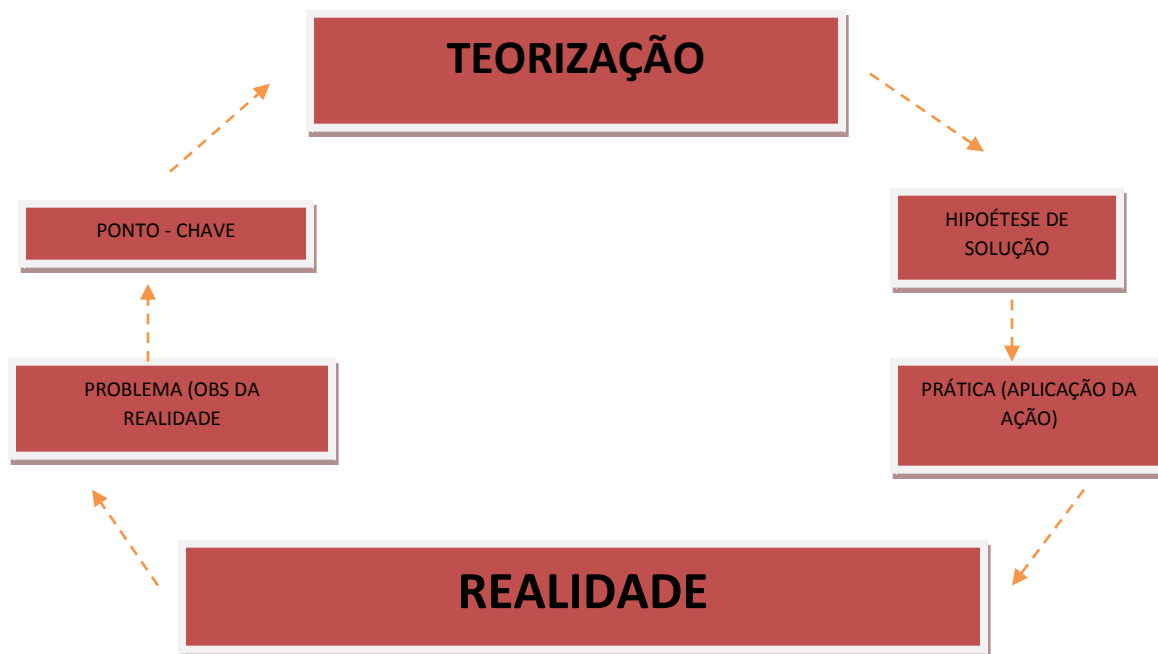 TEORIZAÇÃO
PONTO - CHAVE
HIPOÉTESE DE
SOLUÇÃO
PROBLEMA (OBS DA
REALIDADE
PRÁTICA (APLICAÇÃO DA
AÇÃO)
REALIDADE